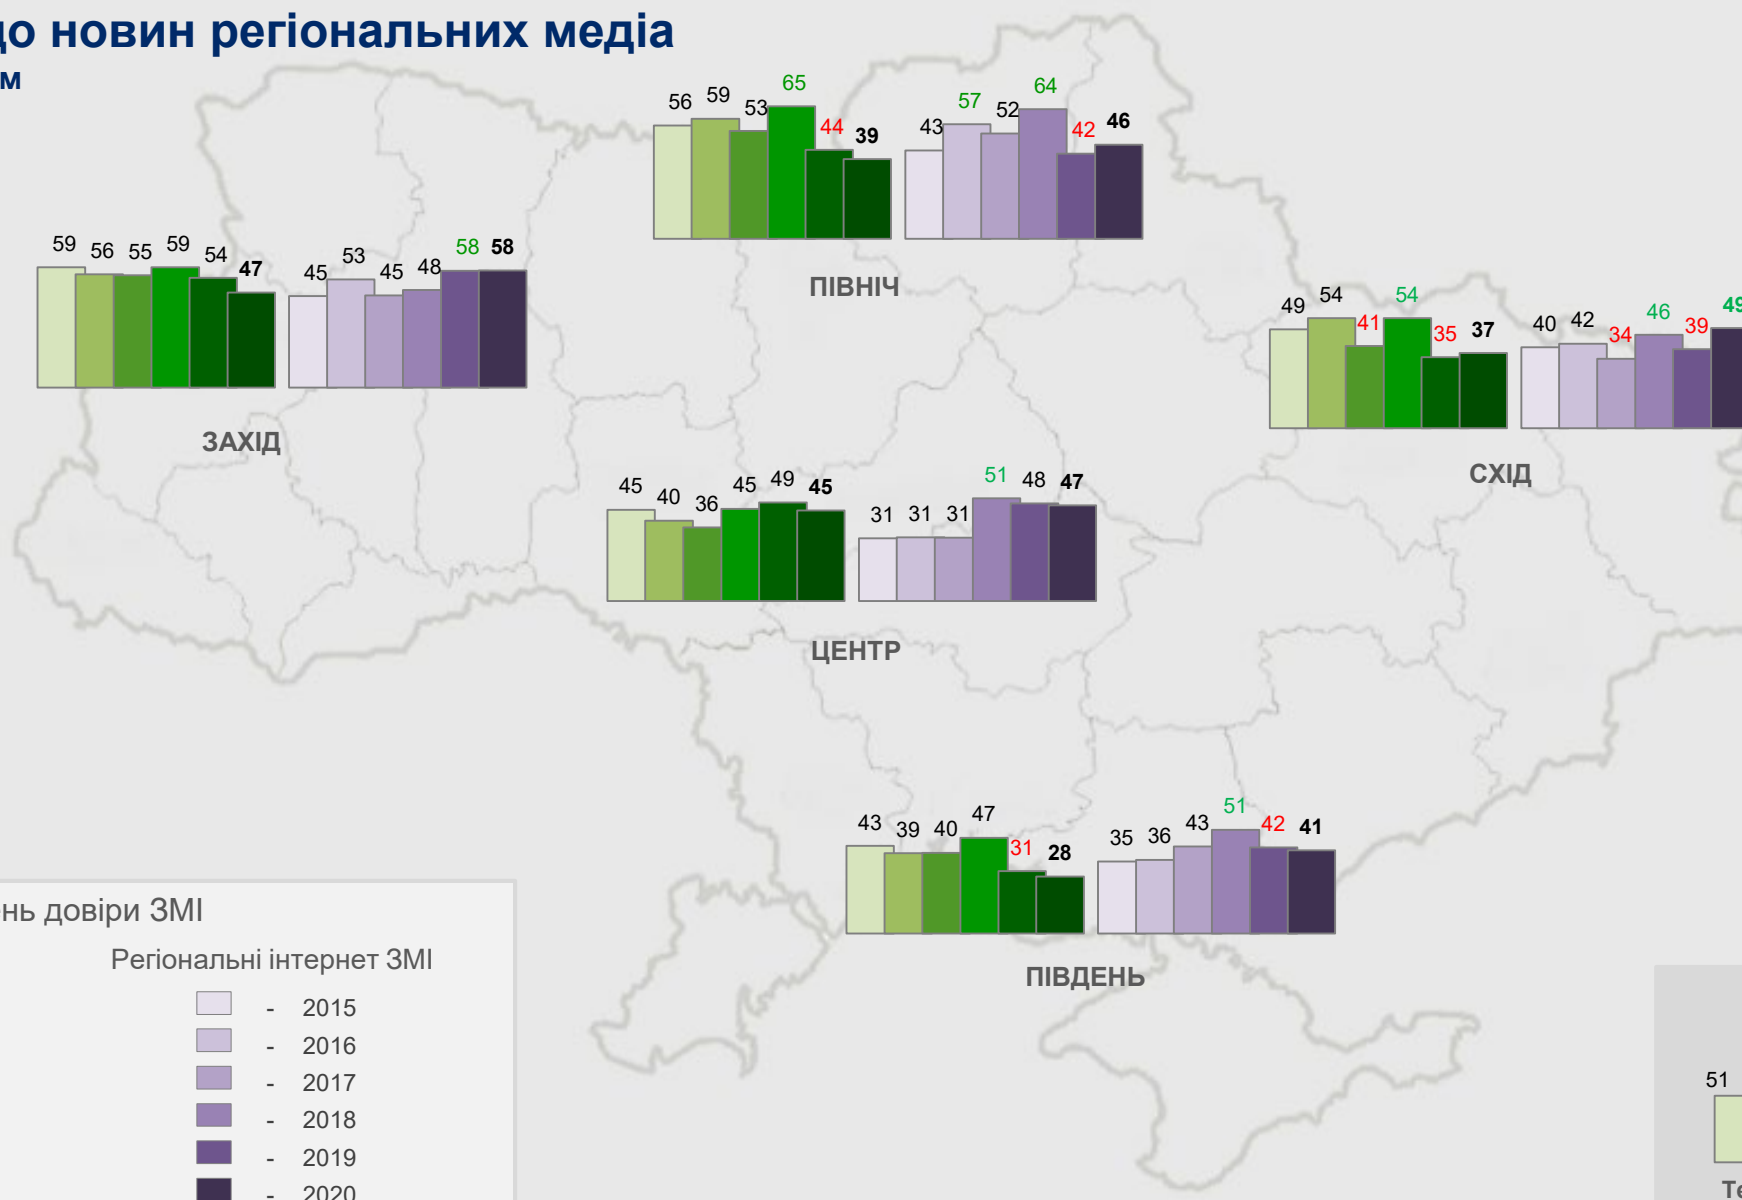 до новин регіональних медіа
м
56 59 53 65 44 39
43 57 52 64 42 46
ПІВНІЧ
59 56 55 59 54 47
45 53 45 48 58 58
ЗАХІД
49 54 41 54 35 37
40 42 34 46 39 49
СХІД
45 40 36 45 49 45
31 31 31 51 48 47
ЦЕНТР
43 39 40 47 31 28
35 36 43 51 42 41
ПІВДЕНЬ
нь довіри ЗМІ
Регіональні інтернет ЗМІ
- 2015
- 2016
- 2017
- 2018
- 2019
- 2020
51
Те